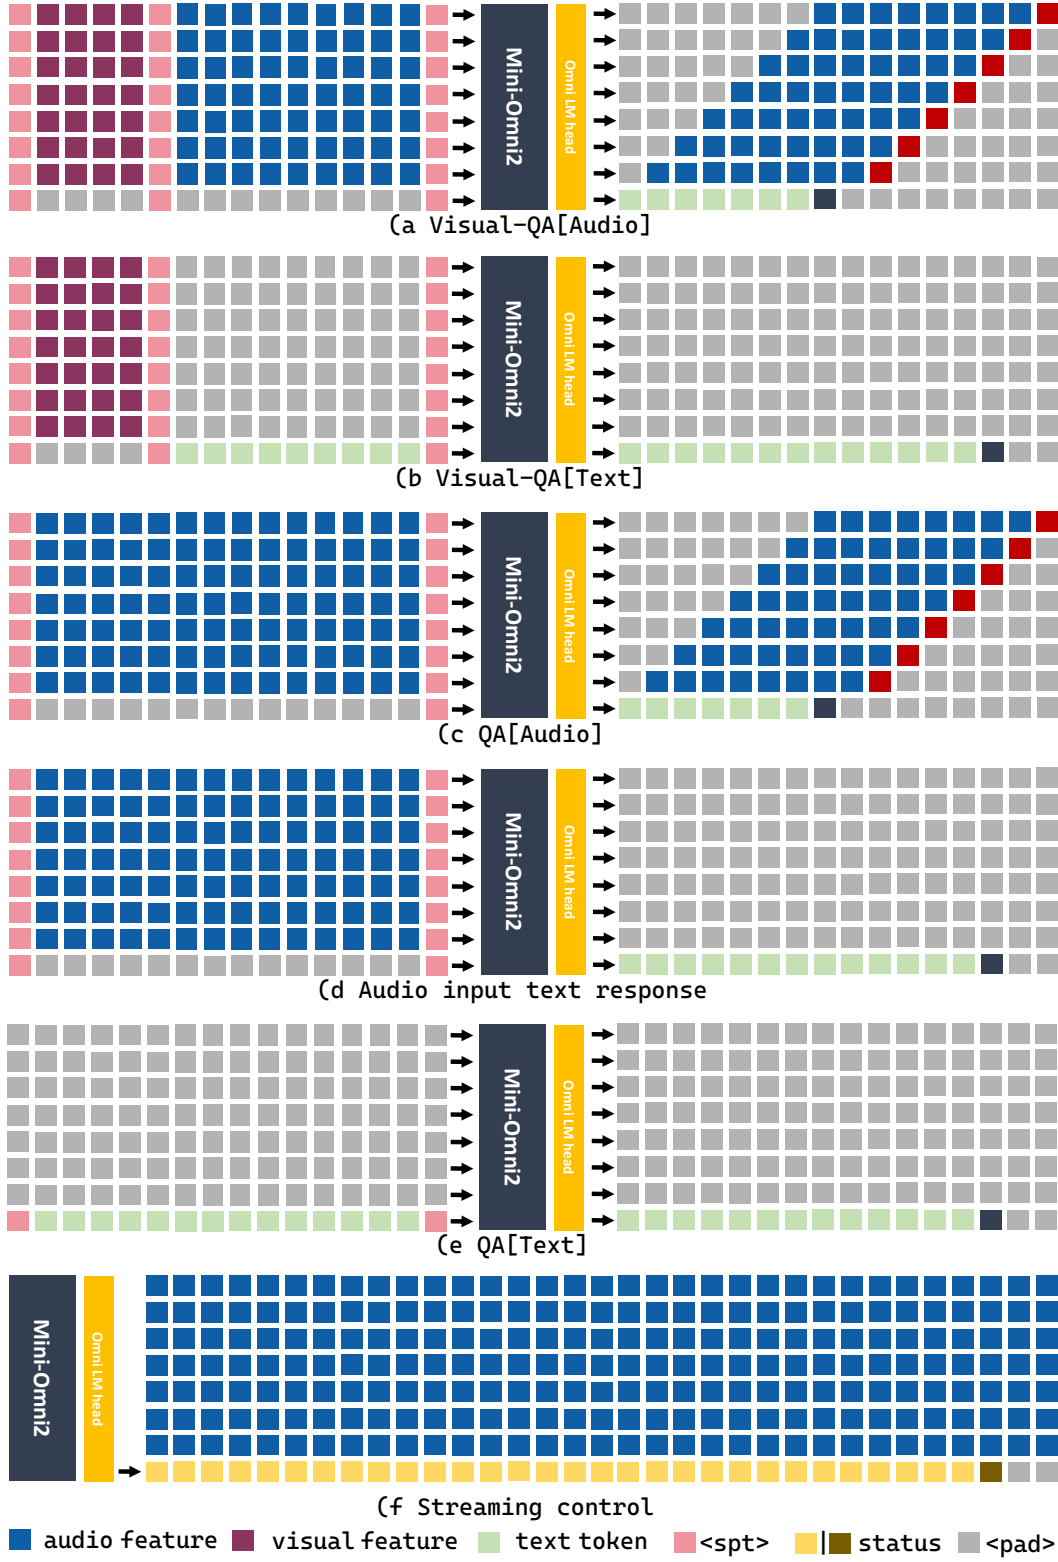 Mini-Omni2
Omni LM head
(a Visual-QA[Audio]
Mini-Omni2
Omni LM head
(b Visual-QA[Text]
Mini-Omni2
Omni LM head
(c QA[Audio]
Mini-Omni2
Omni LM head
(d Audio input text response
Mini-Omni2
Omni LM head
(e QA[Text]
Mini-Omni2
Omni LM head
(f Streaming control
audio feature visual feature text token <spt> | status <pad>